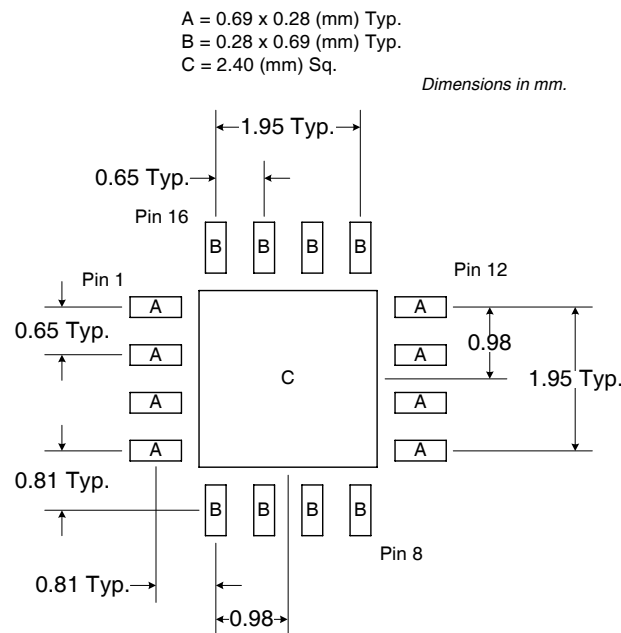 A = 0.69 x 0.28 (mm) Typ.
B = 0.28 x 0.69 (mm) Typ.
C = 2.40 (mm) Sq.
Dimensions in mm.
1.95 Typ.
0.65 Typ.
Pin 16
B B B B
Pin 12
Pin 1
A A
0.65 Typ.
0.98
A A
C
1.95 Typ.
A A
A A
0.81 Typ.
B B B B
Pin 8
0.81 Typ.
0.98